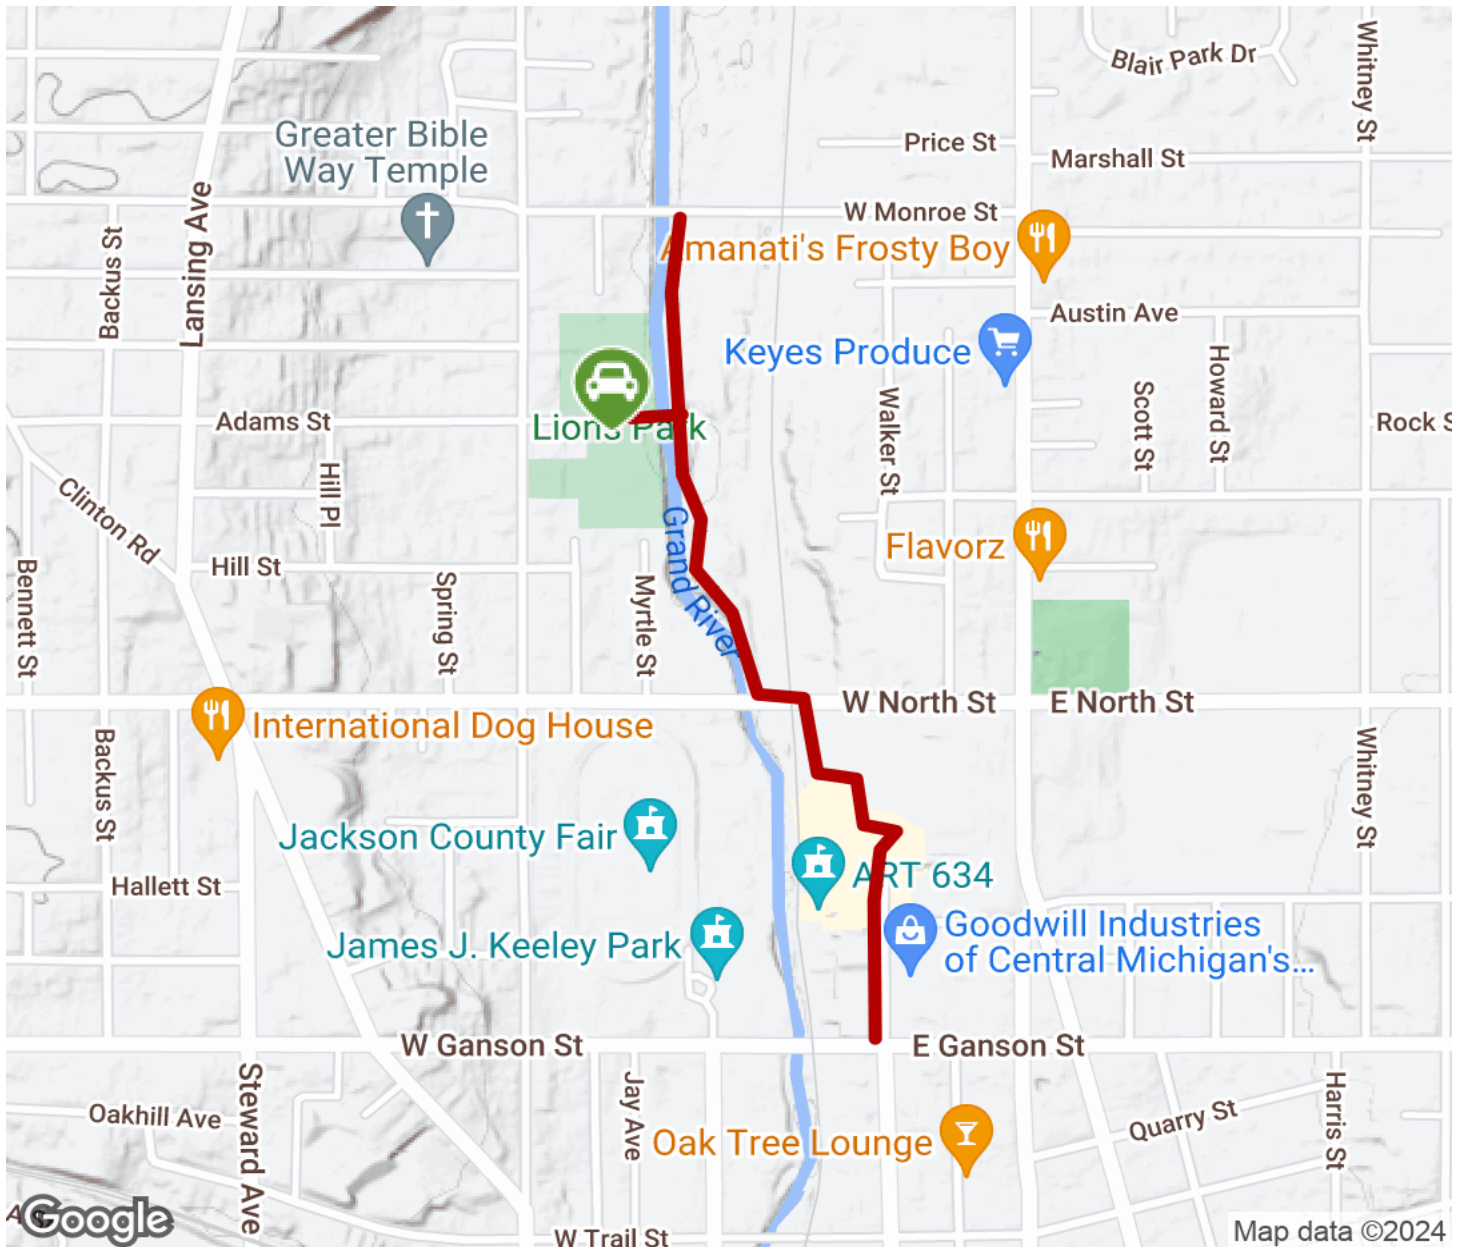 Blair Park Dr
Whitney St
Greater Bible
Way Temple
Price St
Marshall St
Lansing Ave
Backus St
W Monroe St
Amanati's Frosty Boy
Austin Ave
Keyes Produce
Howard St
Scott St
Walker St
Adams St
Lions Park
Rock S
Hill Pl
Clinton Rd
Grand River
Flavorz
Hill St
Bennett St
Spring St
Myrtle St
W North St
E North St
International Dog House
Backus St
Whitney St
Jackson County Fair
ART 634
Hallett St
James J. Keeley Park
Goodwill Industries
of Central Michigan's...
W Ganson St
E Ganson St
Steward Ave
Jay Ave
Harris St
Oakhill Ave
Quarry St
Oak Tree Lounge
Google
W Trail St
Map data ©2024